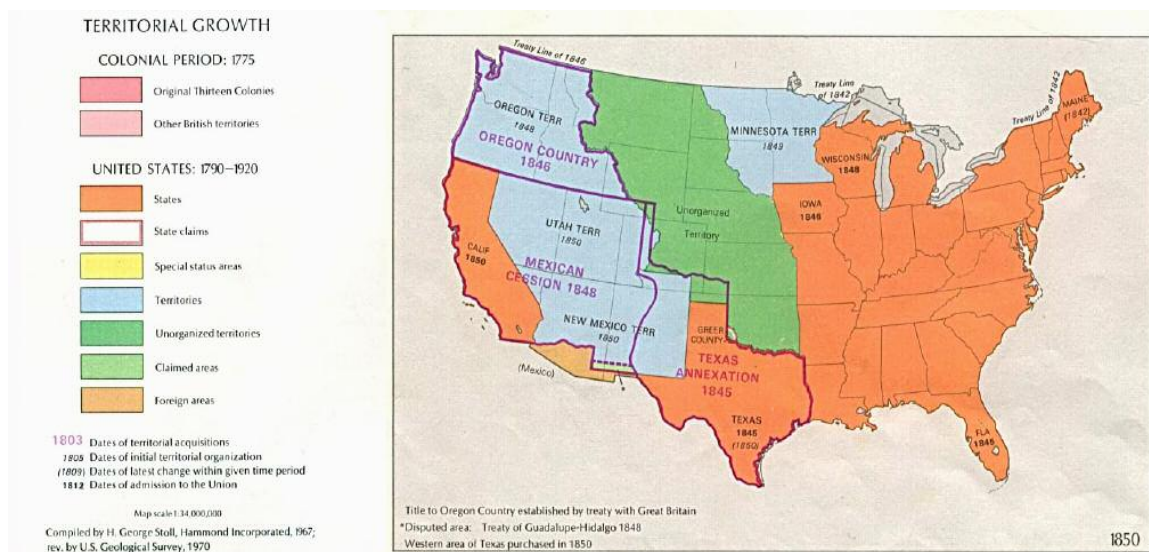 TERRITORIAL GROWTH
COLONIAL PERIOD: 1775
Original Thirteen Colonies
Other British territories
UNITED STATES: 1790–1920
States
State claims
Special status areas
Territories
Unorganized territories
Claimed areas
Foreign areas
1803 Dates of territorial acquisitions
1805 Dates of initial territorial organization
(1809) Dates of latest change within given time period
1812 Dates of admission to the Union
Map scale 1:34,000,000
Compiled by H. George Stoll, Hammond Incorporated, 1967;
rev. by U.S. Geological Survey, 1970
Treaty Line of 1846
OREGON TERR
1848
OREGON COUNTRY
1846
Treaty Line
of 1842
MINNESOTA TERR
1849
Treaty Line of 1842
MAINE
(1842)
WISCONSIN
1848
IOWA
1846
Unorganized
Territory
UTAH TERR
1850
CALIF
1850
MEXICAN
CESSION 1848
NEW MEXICO TERR
1850
GREER
COUNTY
(Mexico)
*
TEXAS
ANNEXATION
1845
TEXAS
1845
(1850)
FLA
1845
Title to Oregon Country established by treaty with Great Britain
*Disputed area: Treaty of Guadalupe-Hidalgo 1848
Western area of Texas purchased in 1850
1850